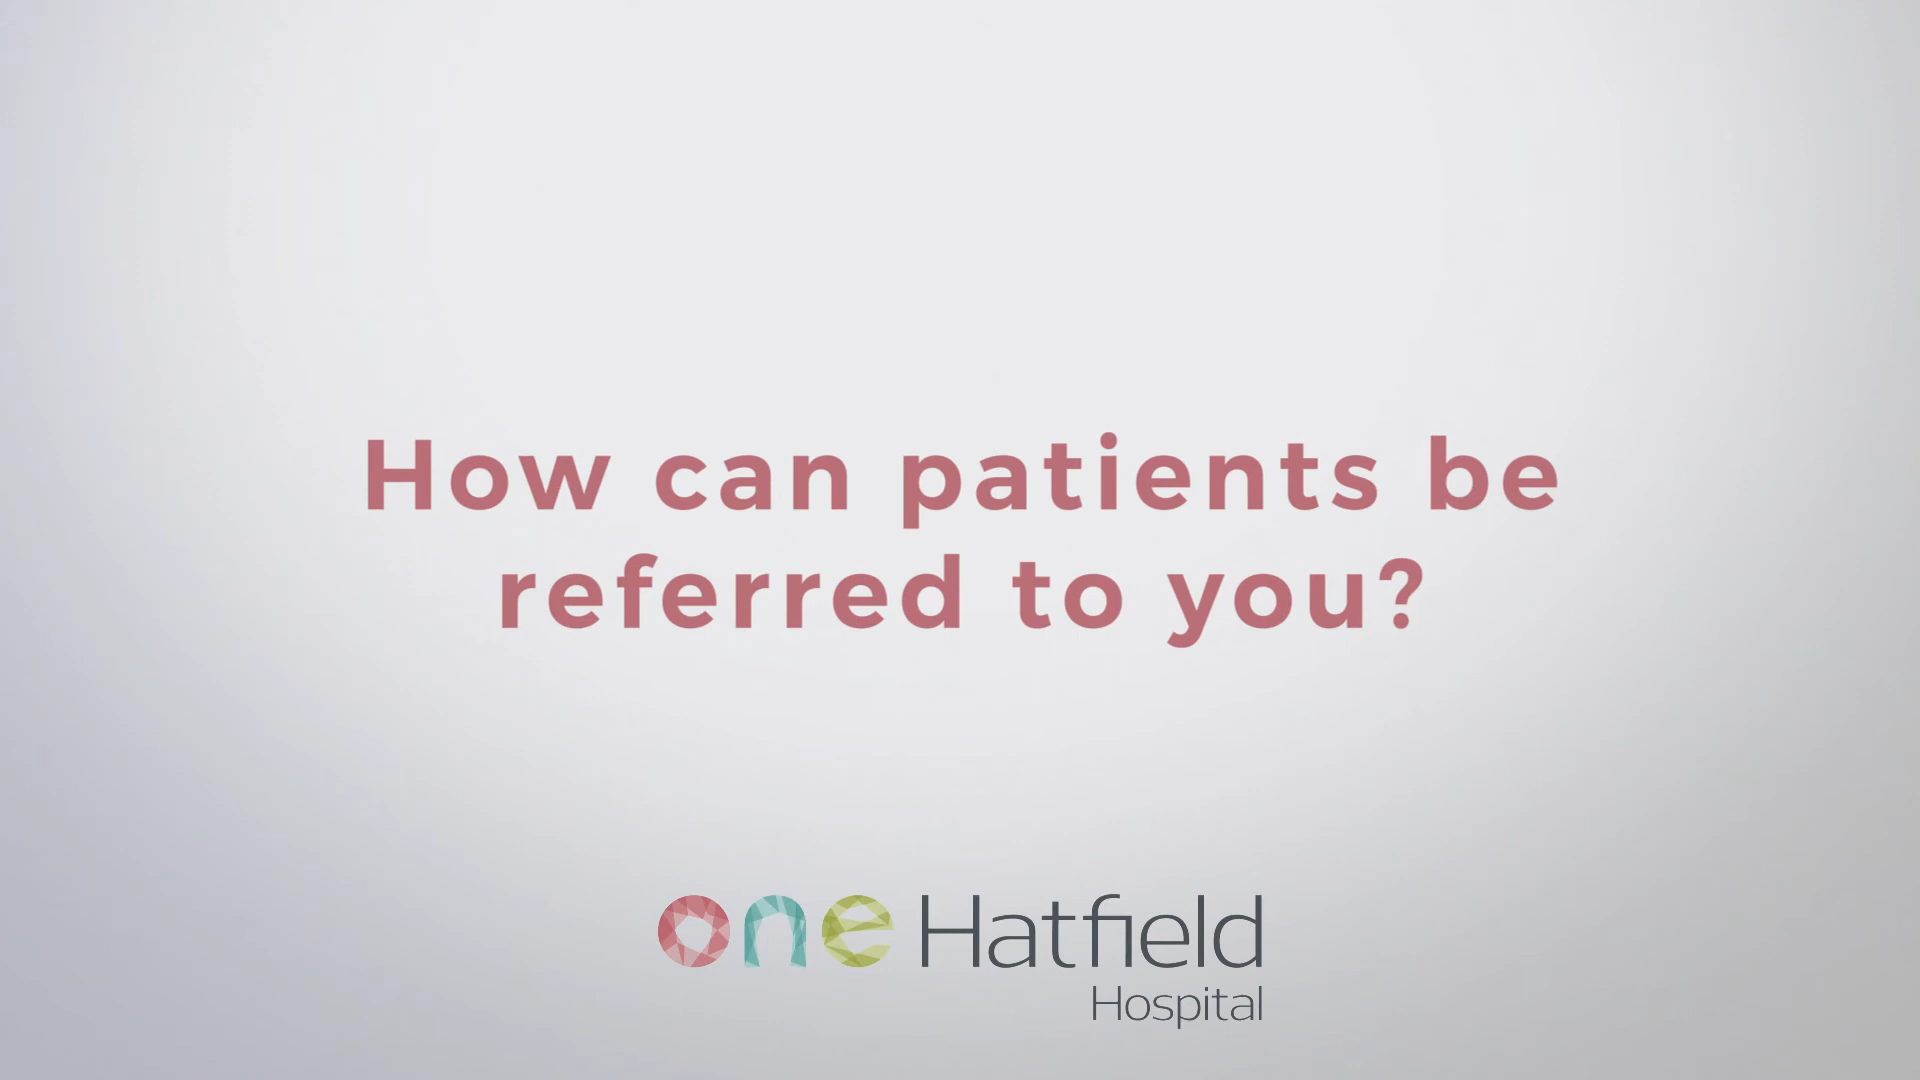 How can patients be
referred to you?
one Hatfield
Hospital